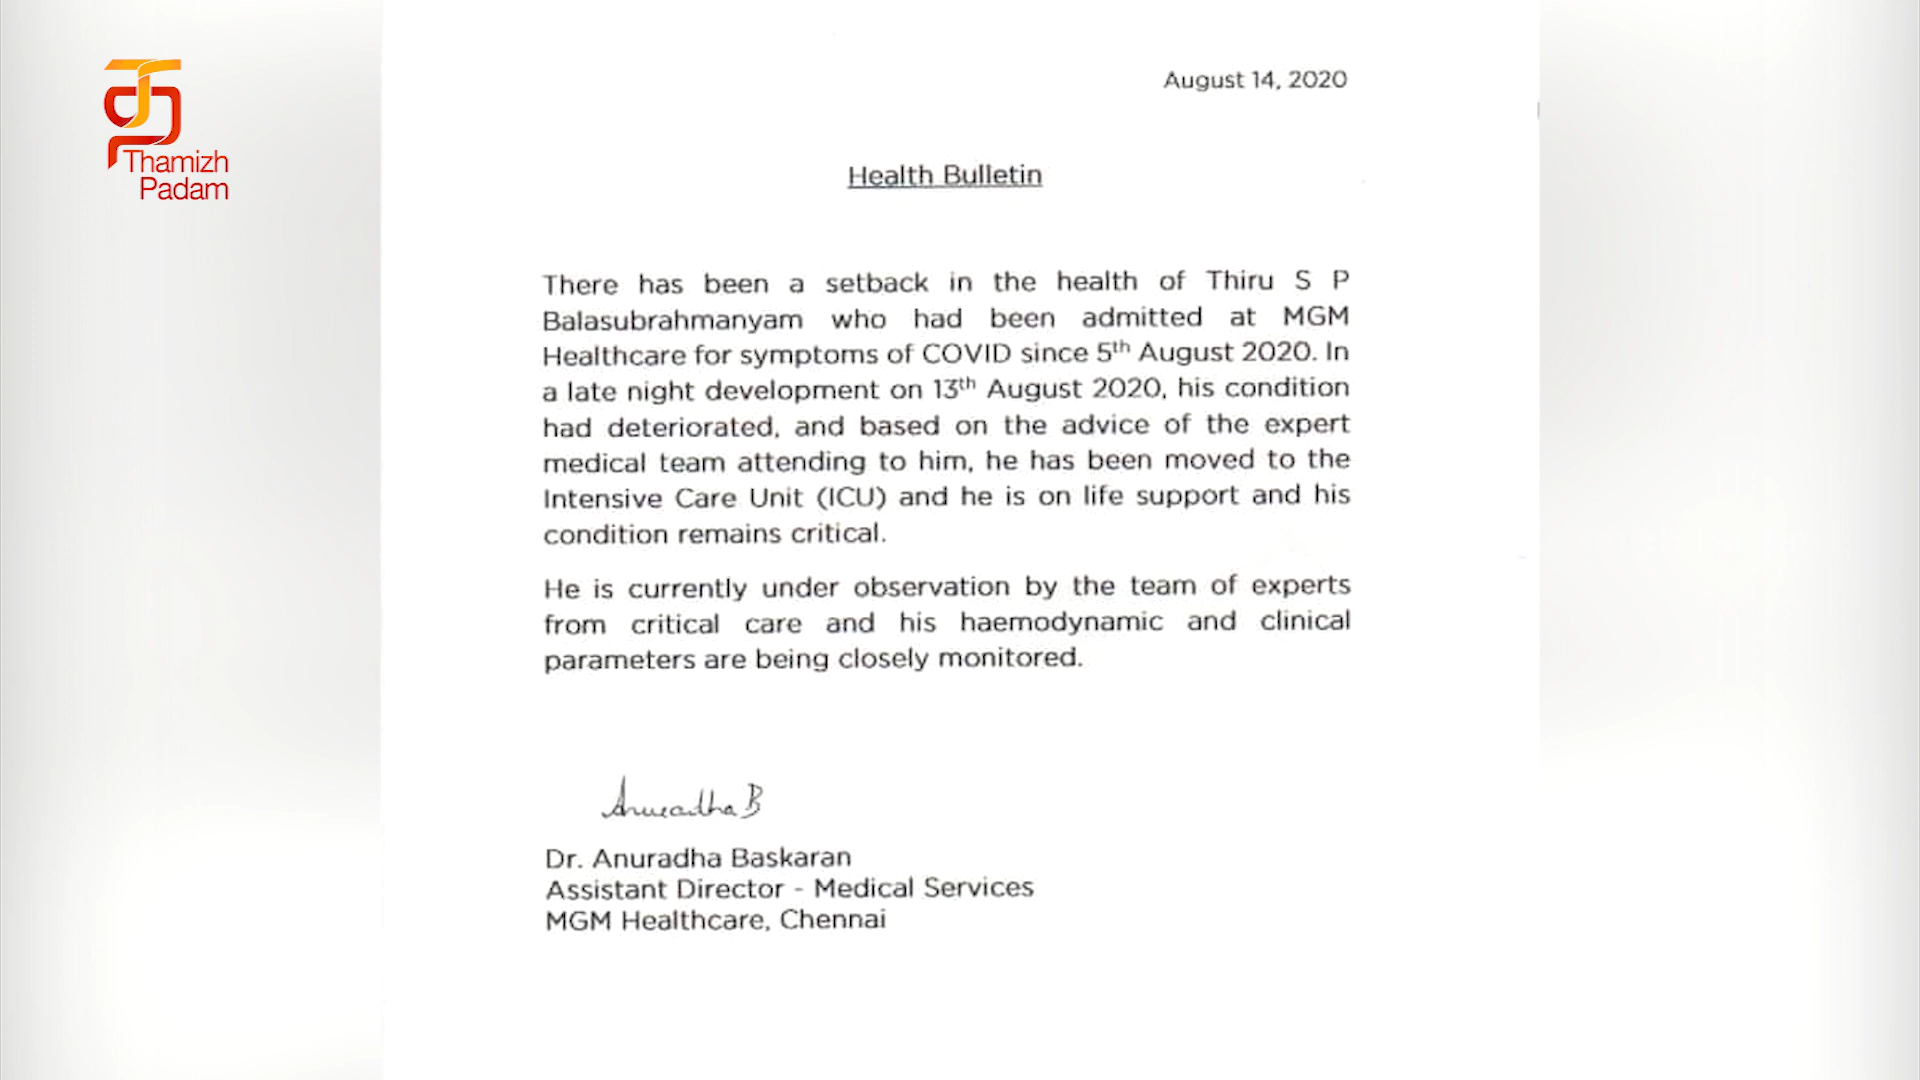 Thamizh
Padam
August 14, 2020
Health Bulletin
There has been a setback in the health of Thiru S P
Balasubrahmanyam who had been admitted at MGM
Healthcare for symptoms of COVID since 5th August 2020. In
a late night development on 13th August 2020, his condition
had deteriorated, and based on the advice of the expert
medical team attending to him, he has been moved to the
Intensive Care Unit (ICU) and he is on life support and his
condition remains critical.
He is currently under observation by the team of experts
from critical care and his haemodynamic and clinical
parameters are being closely monitored.
Anuradha B
Dr. Anuradha Baskaran
Assistant Director - Medical Services
MGM Healthcare, Chennai